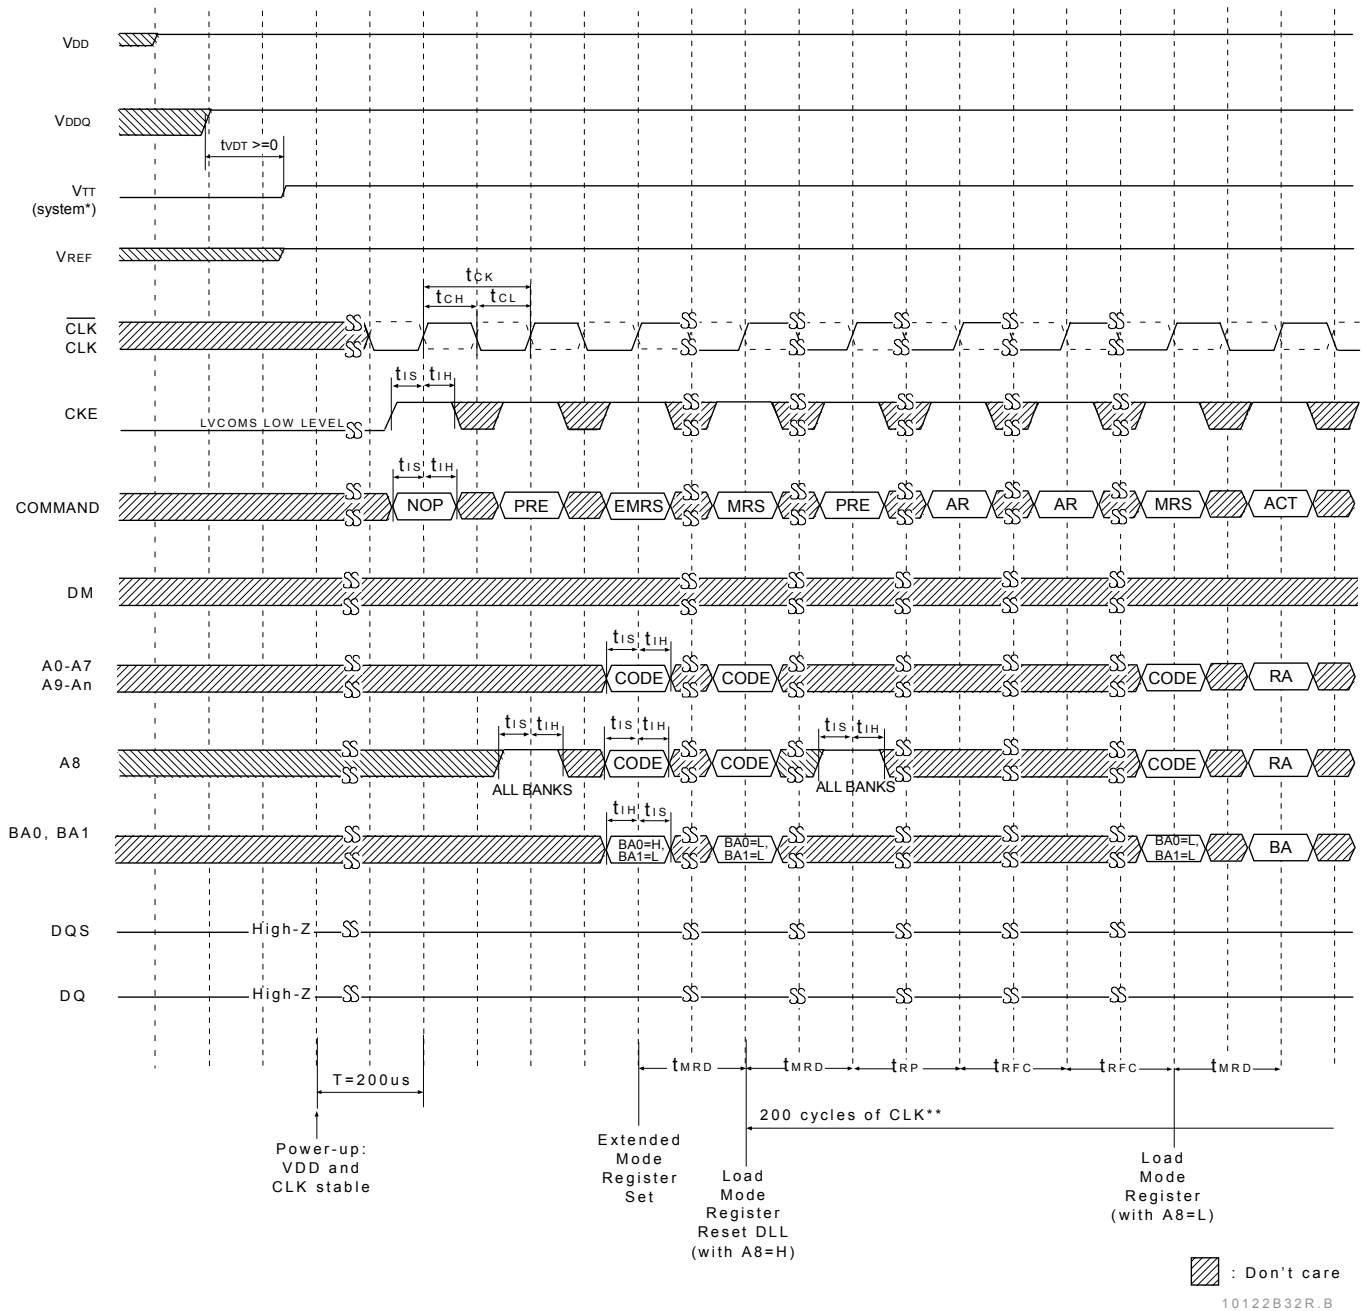 VDD
VDDQ
tVDT >=0
VTT
(system*)
VREF
tCK
tCH tCL
CLK
CLK
tIS tIH
CKE
LVCOMS LOW LEVEL
tIS tIH
COMMAND NOP PRE EMRS MRS PRE AR AR MRS ACT
DM
tIS tIH
A0-A7
A9-An
CODE CODE CODE RA
tIS tIH tIS tIH tIS tIH
A8 CODE CODE CODE RA
ALL BANKS ALL BANKS
tIH tIS
BA0, BA1
BA0=H, BA0=L, BA0=L,
BA1=L BA1=L BA1=L BA
DQS High-Z
DQ High-Z
tMRD tMRD tRP tRFC tRFC tMRD
T=200us
200 cycles of CLK**
Power-up:
VDD and
CLK stable
Extended
Mode
Register
Set
Load
Mode
Register
Reset DLL
(with A8=H)
Load
Mode
Register
(with A8=L)
: Don't care
10122B32R.B